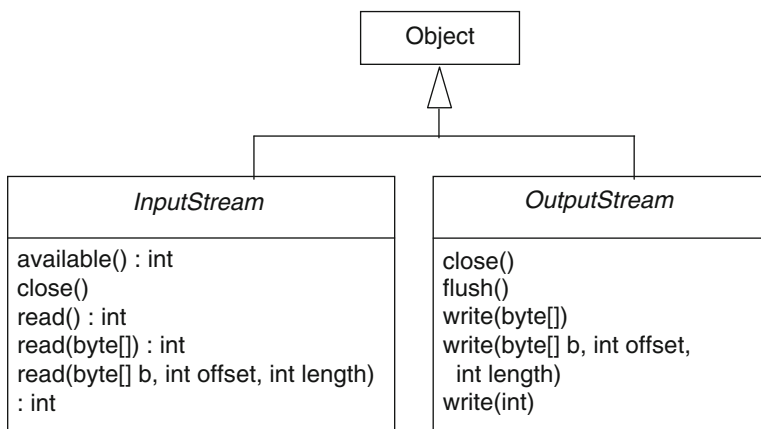 Object
InputStream
available() : int
close()
read() : int
read(byte[]) : int
read(byte[] b, int offset, int length)
: int
OutputStream
close()
flush()
write(byte[])
write(byte[] b, int offset,
int length)
write(int)